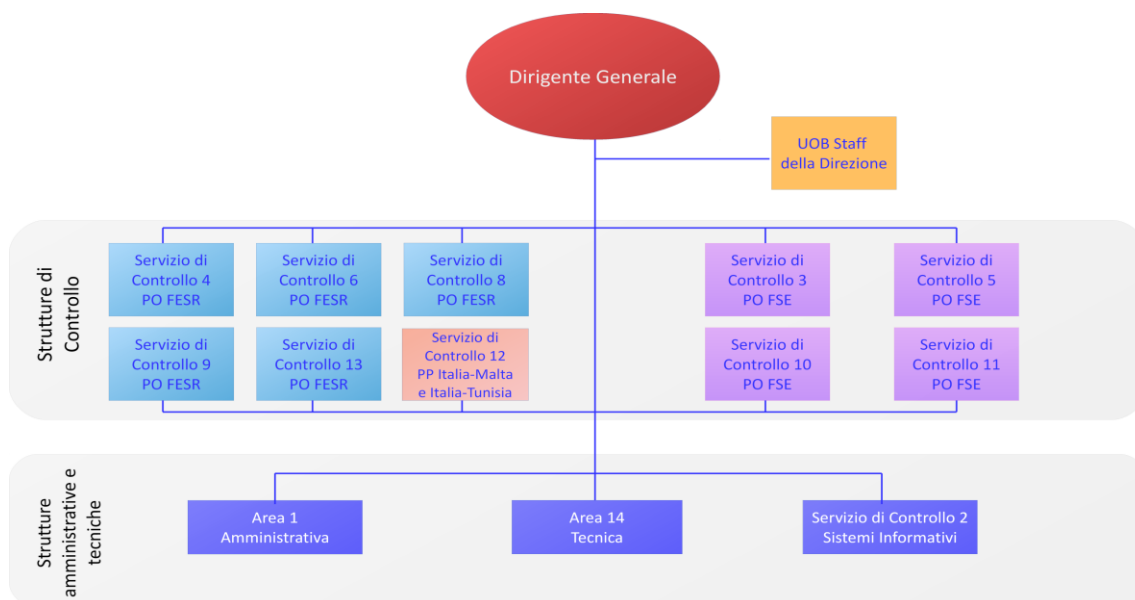 Dirigente Generale
UOB Staff
della Direzione
Strutture di
Controllo
Servizio di
Controllo 4
PO FESR
Servizio di
Controllo 6
PO FESR
Servizio di
Controllo 8
PO FESR
Servizio di
Controllo 3
PO FSE
Servizio di
Controllo 5
PO FSE
Servizio di
Controllo 9
PO FESR
Servizio di
Controllo 13
PO FESR
Servizio di
Controllo 12
PP Italia-Malta
e Italia-Tunisia
Servizio di
Controllo 10
PO FSE
Servizio di
Controllo 11
PO FSE
Strutture
amministrative e
tecniche
Area 1
Amministrativa
Area 14
Tecnica
Servizio di Controllo 2
Sistemi Informativi